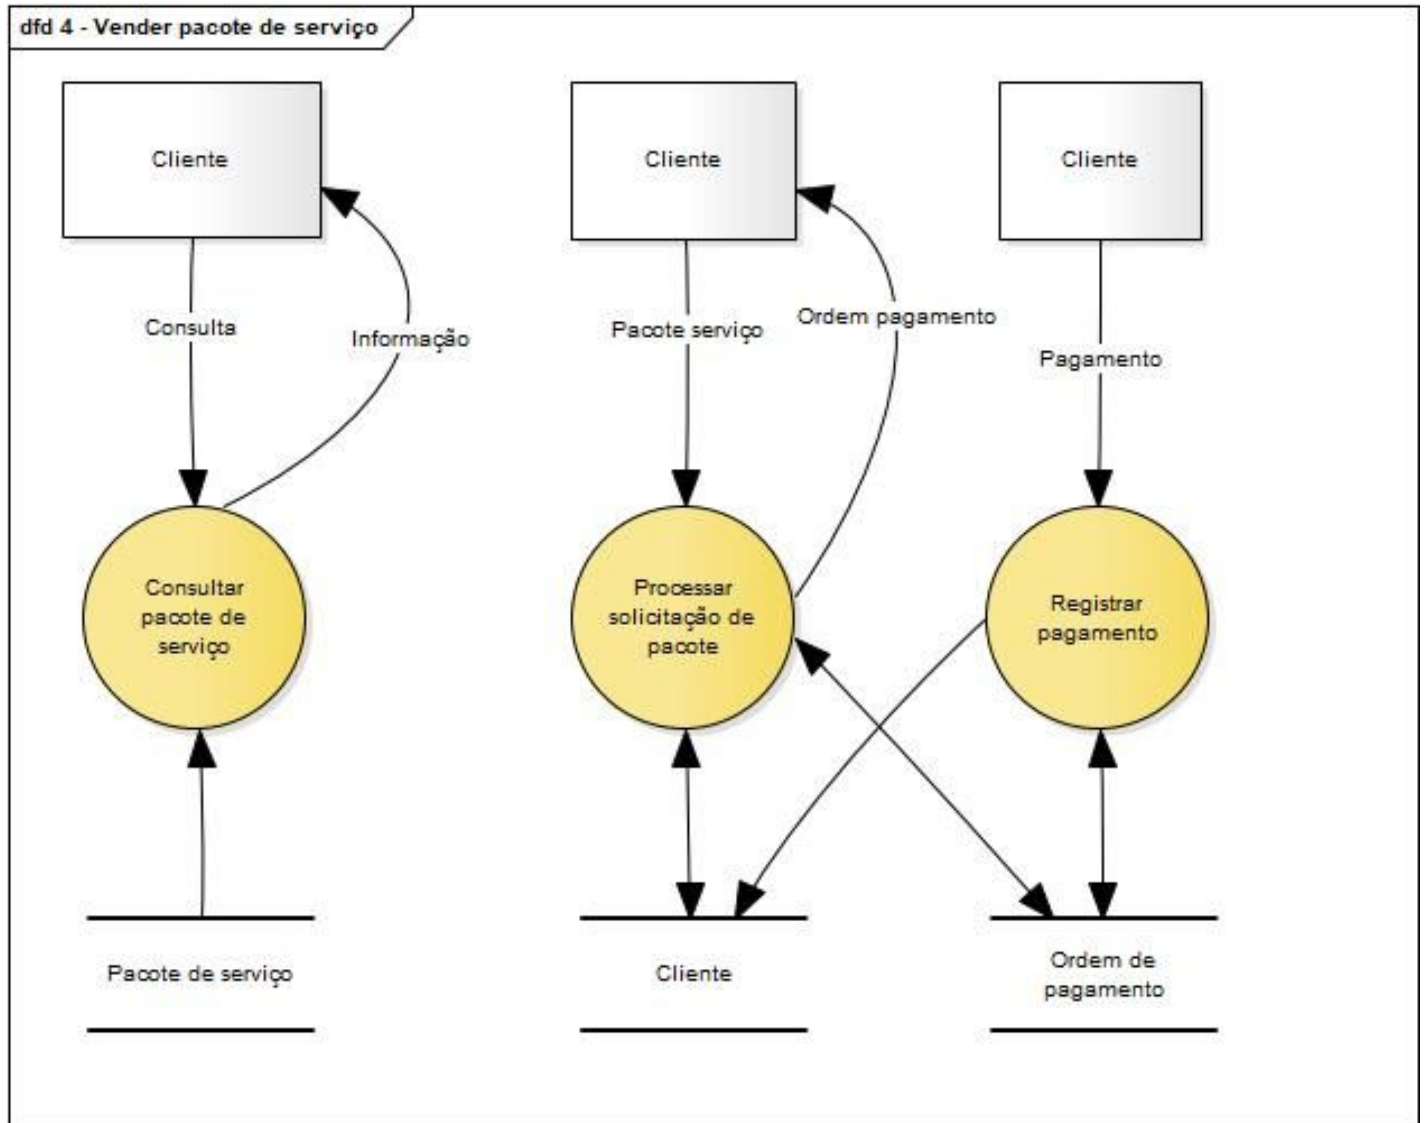 dfd 4 - Vender pacote de serviço
Cliente
Cliente
Cliente
Consulta
Informação
Pacote serviço
Ordem pagamento
Pagamento
Consultar
pacote de
serviço
Processar
solicitação de
pacote
Registrar
pagamento
Pacote de serviço
Cliente
Ordem de
pagamento